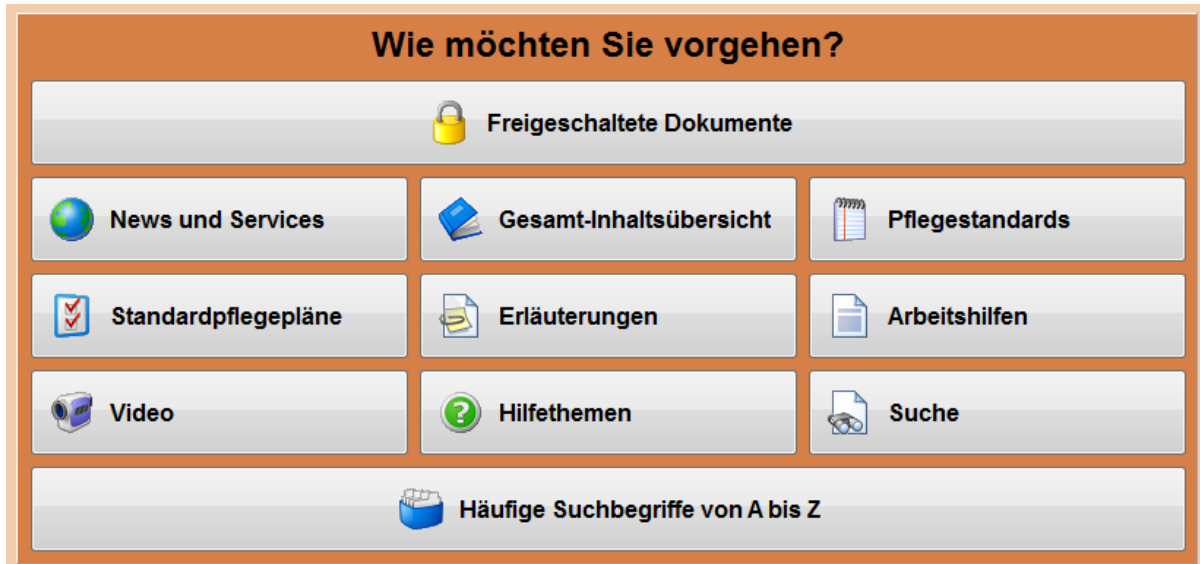 Wie möchten Sie vorgehen?
Freigeschaltete Dokumente
News und Services
Gesamt-Inhaltsübersicht
Pflegestandards
Standardpflegepläne
Erläuterungen
Arbeitshilfen
Video
Hilfethemen
Suche
Häufige Suchbegriffe von A bis Z